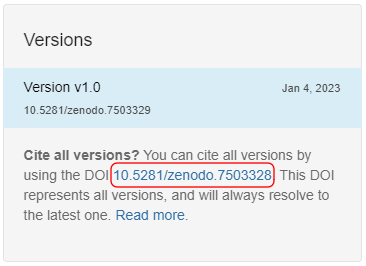 Versions
Version v1.0 Jan 4, 2023
10.5281/zenodo.7503329
Cite all versions? You can cite all versions by
using the DOI 10.5281/zenodo.7503328. This DOI
represents all versions, and will always resolve to
the latest one. Read more.